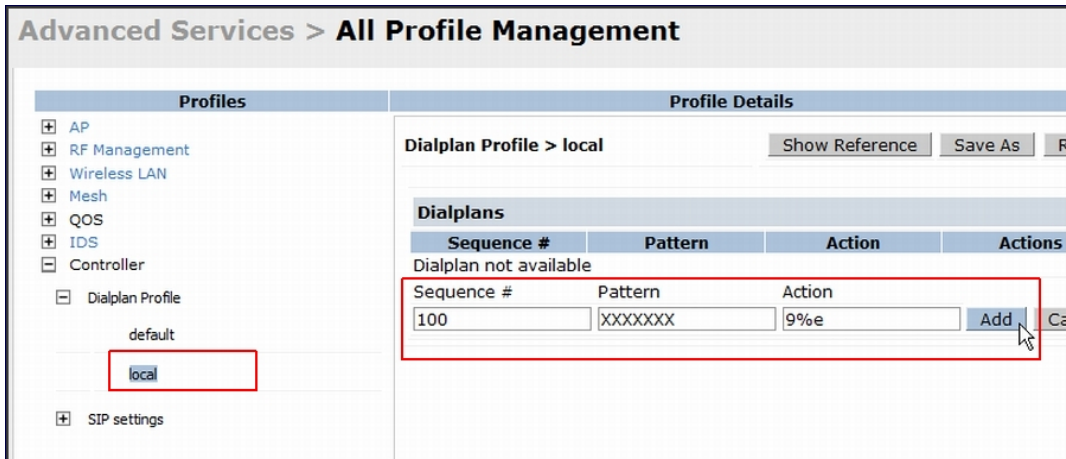 Advanced Services > All Profile Management
Profiles
AP
RF Management
Wireless LAN
Mesh
QOS
IDS
Controller
Dialplan Profile
default
local
SIP settings
Profile Details
Dialplan Profile > local Show Reference Save As
Dialplans
Sequence # Pattern Action Actions
Dialplan not available
Sequence # Pattern Action
100 XXXXXXX 9%e Add